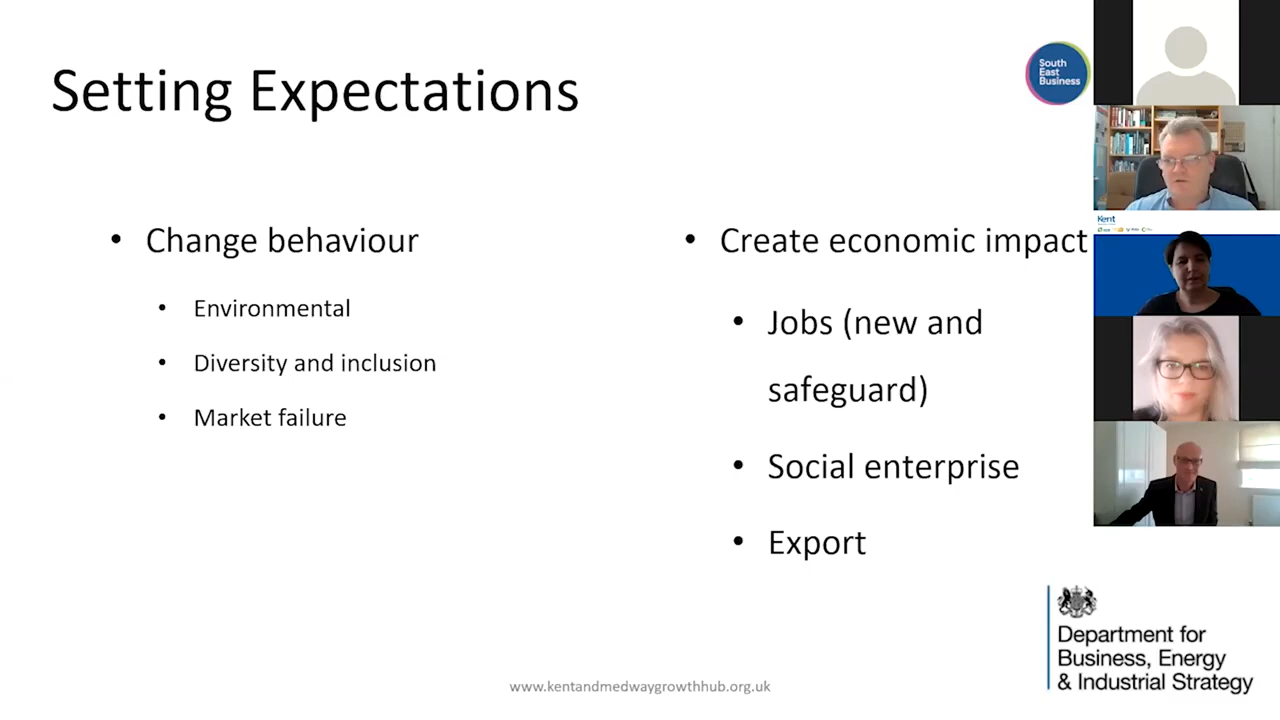 Setting Expectations
South
East
Business
• Change behaviour
• Environmental
• Diversity and inclusion
• Market failure
• Create economic impact
• Jobs (new and
safeguard)
• Social enterprise
• Export
Kent
Department for
Business, Energy
& Industrial Strategy
www.kentandmedwaygrowthhub.org.uk